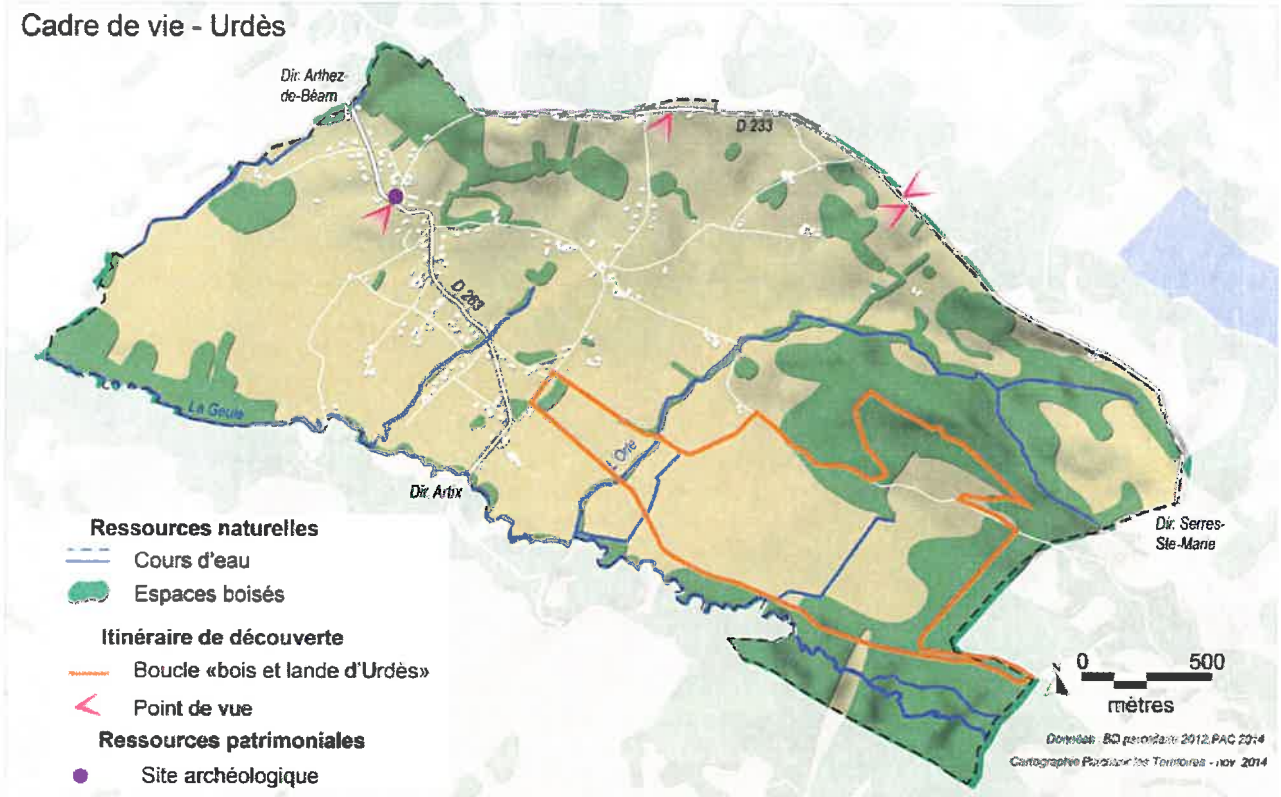 Cadre de vie - Urdès
Dir. Arthez-
de-Béarn
D 233
D 263
La Geule
L'Orlé
Dir. Artix
Dir. Serres-
Ste-Marie
Ressources naturelles
Cours d'eau
Espaces boisés
Itinéraire de découverte
Boucle «bois et lande d'Urdès»
Point de vue
Ressources patrimoniales
Site archéologique
N
0 500
mètres
Données : BD 2012, PAC 2014
Cartographie les Territoires - nov 2014